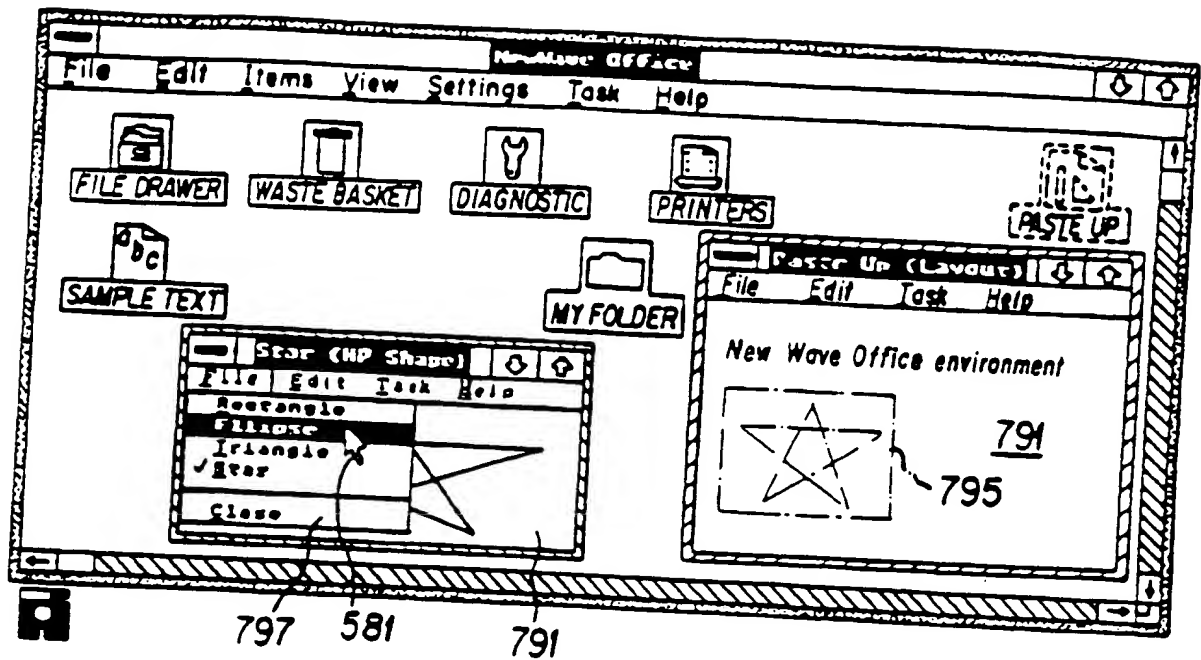 NewWave Office
File Edit Items View Settings Task Help
FILE DRAWER WASTE BASKET DIAGNOSTIC PRINTERS PASTE UP
abc
SAMPLE TEXT MY FOLDER
Paste Up (Layout)
File Edit Task Help
New Wave Office environment
791
795
Star (HP Shape)
File Edit Task Help
Rectangle
Ellipse
Triangle
✓ Star
Close
797 581 791